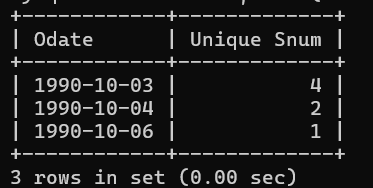 +------------+-------------+
| Odate      | Unique Snum |
+------------+-------------+
| 1990-10-03 |           4 |
| 1990-10-04 |           2 |
| 1990-10-06 |           1 |
+------------+-------------+
3 rows in set (0.00 sec)